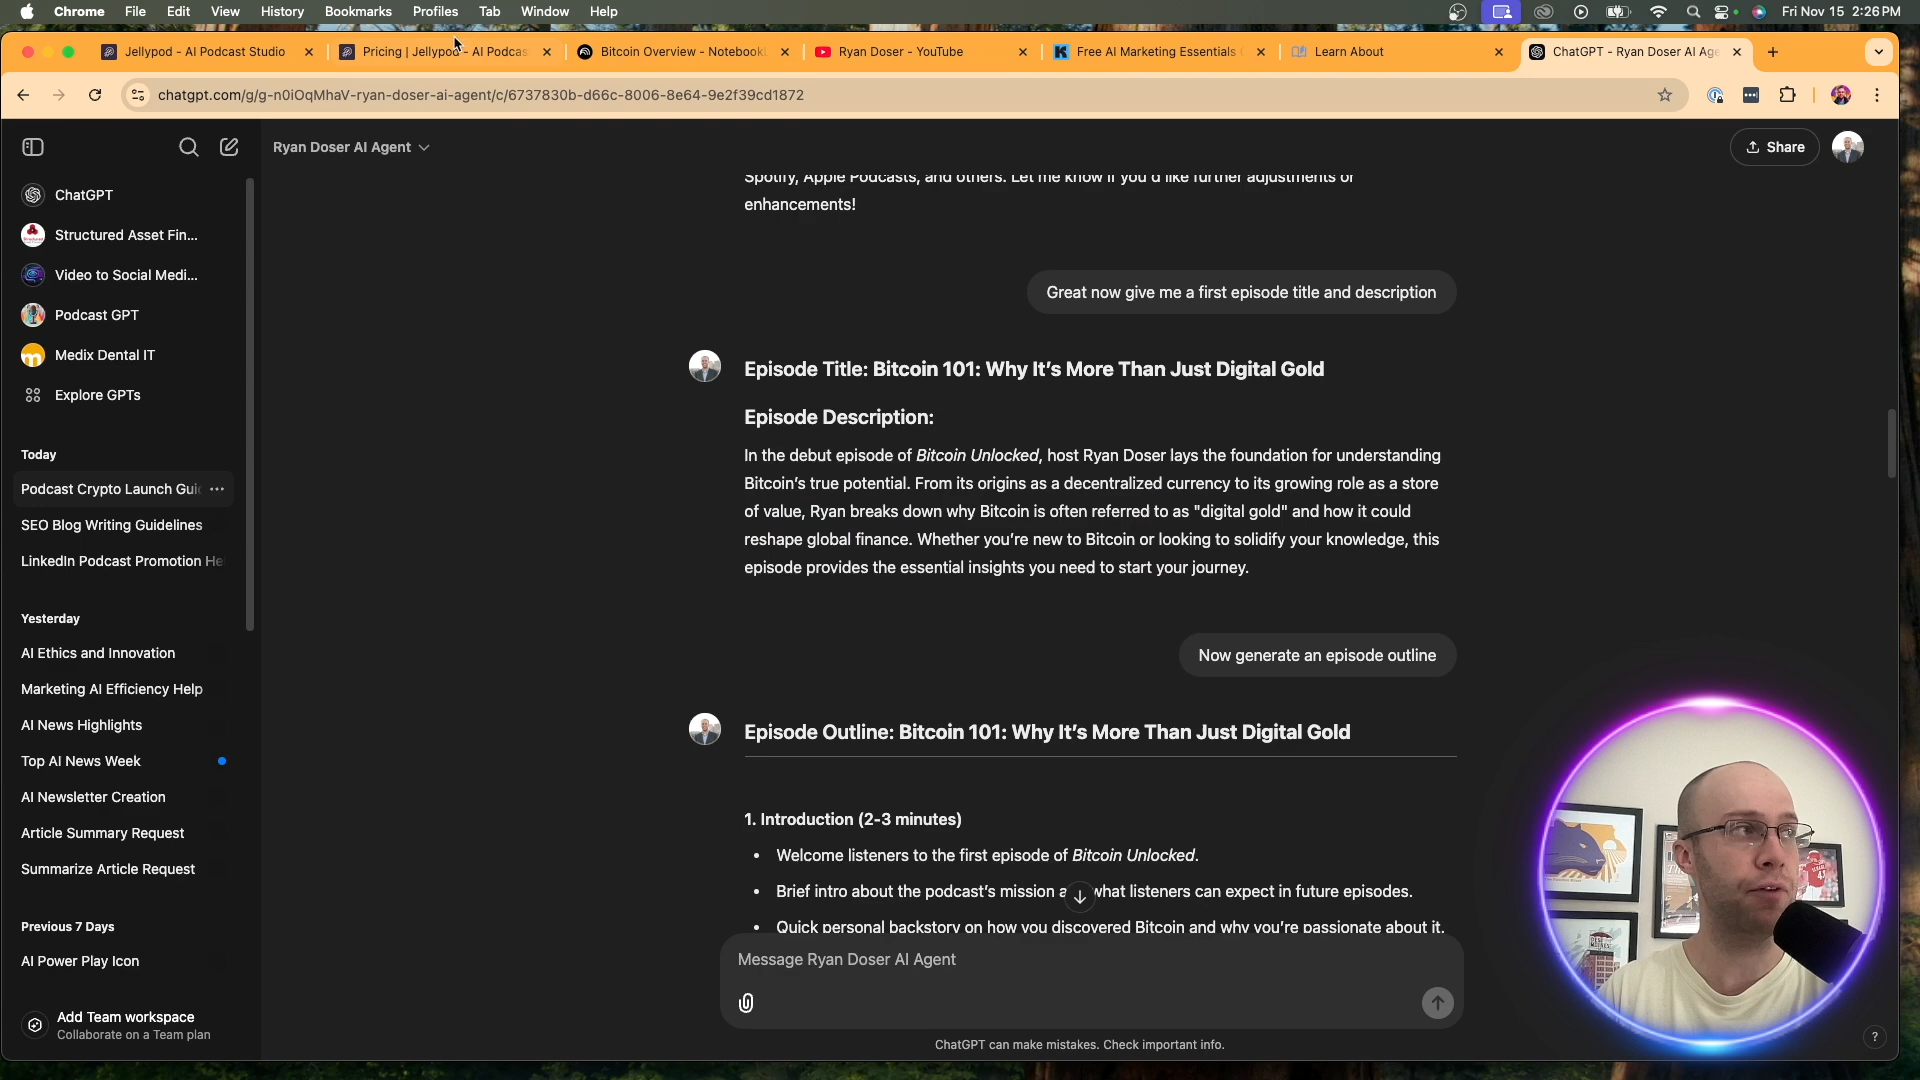 Chrome File Edit View History Bookmarks Profiles Tab Window Help Fri Nov 15 2:26 PM
Jellypod - AI Podcast Studio Pricing | Jellypod - AI Podcas Bitcoin Overview - Notebook Ryan Doser - YouTube Free AI Marketing Essentials Learn About ChatGPT - Ryan Doser AI Age
chatgpt.com/g/g-n0iOqMhaV-ryan-doser-ai-agent/c/6737830b-d66c-8006-8e64-9e2f39cd1872
Ryan Doser AI Agent Share
ChatGPT
Structured Asset Fin...
Video to Social Medi...
Podcast GPT
Medix Dental IT
Explore GPTs
Today
Podcast Crypto Launch Gui
SEO Blog Writing Guidelines
LinkedIn Podcast Promotion He
Yesterday
AI Ethics and Innovation
Marketing AI Efficiency Help
AI News Highlights
Top AI News Week
AI Newsletter Creation
Article Summary Request
Summarize Article Request
Previous 7 Days
AI Power Play Icon
Add Team workspace
Collaborate on a Team plan
Spotify, Apple Podcasts, and others. Let me know if you'd like further adjustments or
enhancements!
Great now give me a first episode title and description
Episode Title: Bitcoin 101: Why It's More Than Just Digital Gold
Episode Description:
In the debut episode of Bitcoin Unlocked, host Ryan Doser lays the foundation for understanding
Bitcoin's true potential. From its origins as a decentralized currency to its growing role as a store
of value, Ryan breaks down why Bitcoin is often referred to as "digital gold" and how it could
reshape global finance. Whether you're new to Bitcoin or looking to solidify your knowledge, this
episode provides the essential insights you need to start your journey.
Now generate an episode outline
Episode Outline: Bitcoin 101: Why It's More Than Just Digital Gold
1. Introduction (2-3 minutes)
• Welcome listeners to the first episode of Bitcoin Unlocked.
• Brief intro about the podcast's mission a what listeners can expect in future episodes.
• Quick personal backstory on how you discovered Bitcoin and why you're passionate about it.
Message Ryan Doser AI Agent
ChatGPT can make mistakes. Check important info.
?